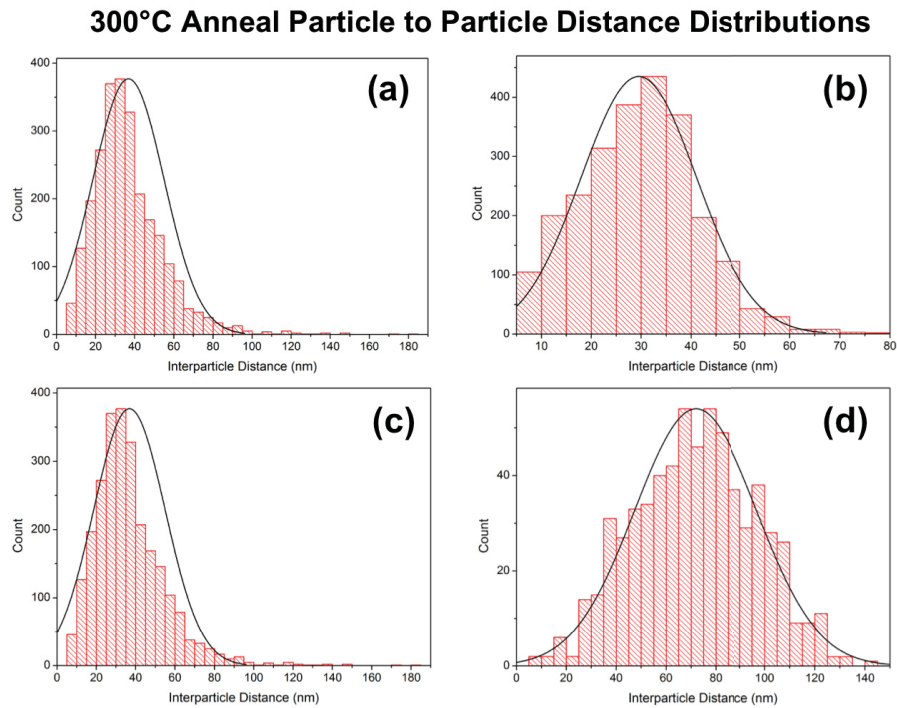 300°C Anneal Particle to Particle Distance Distributions
(a)
400
300
200
100
0
Count
0 20 40 60 80 100 120 140 160 180
Interparticle Distance (nm)
(b)
400
300
200
100
0
Count
10 20 30 40 50 60 70 80
Interparticle Distance (nm)
(c)
400
300
200
100
0
Count
0 20 40 60 80 100 120 140 160 180
Interparticle Distance (nm)
(d)
40
20
0
Count
0 20 40 60 80 100 120 140
Interparticle Distance (nm)